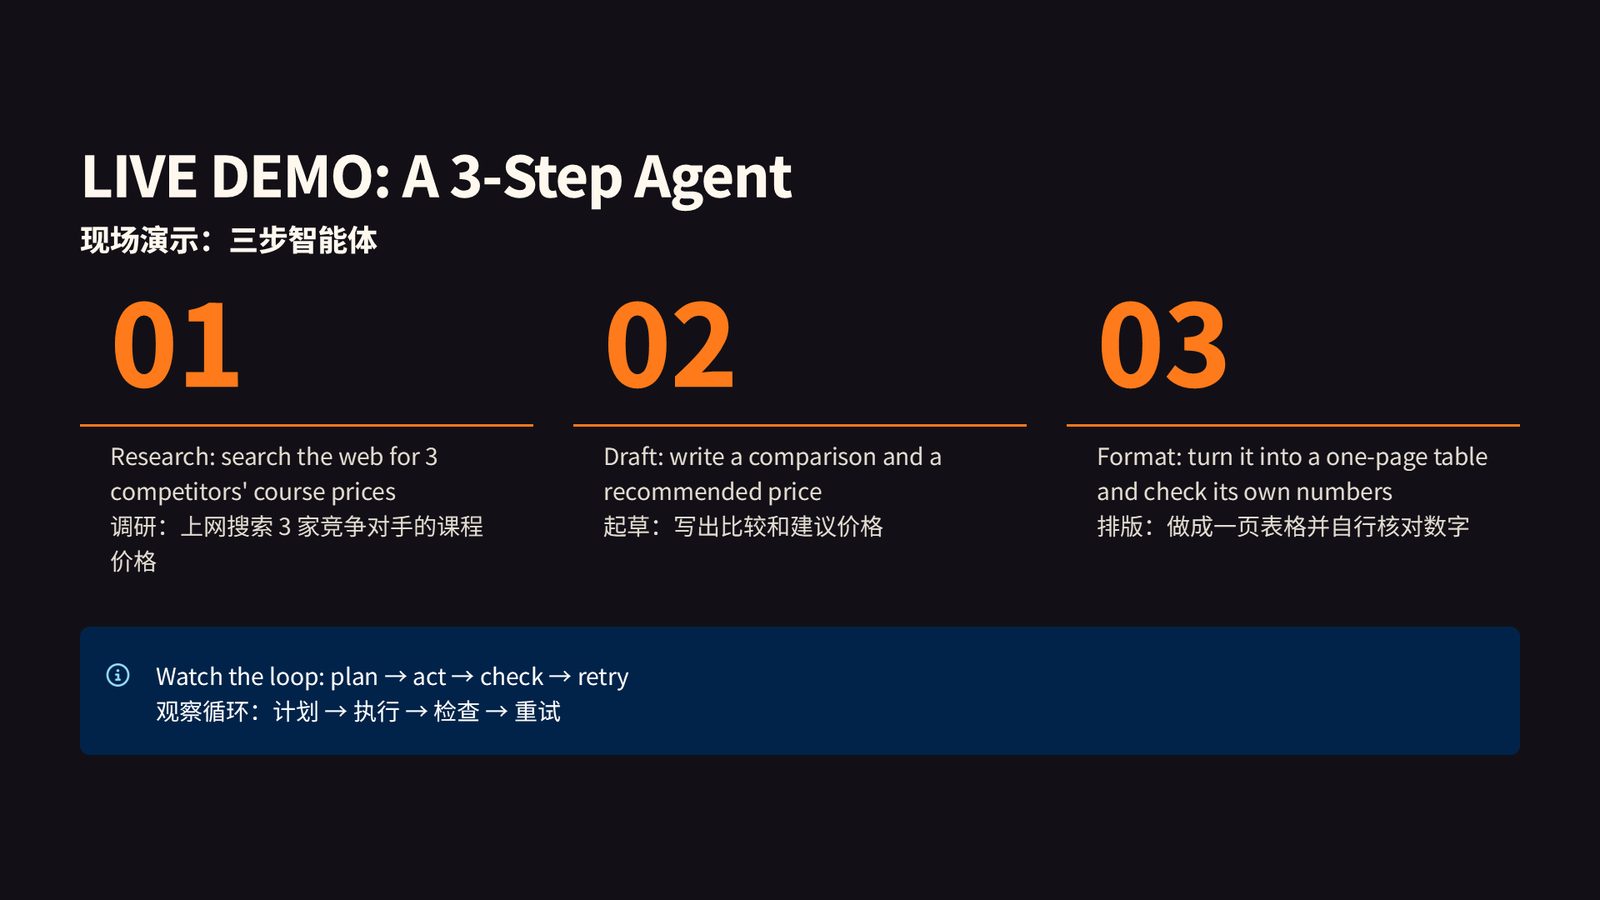 LIVE DEMO: A 3-Step Agent
现场演示：三步智能体
01
Research: search the web for 3
competitors' course prices
调研：上网搜索 3 家竞争对手的课程
价格
02
Draft: write a comparison and a
recommended price
起草：写出比较和建议价格
03
Format: turn it into a one-page table
and check its own numbers
排版：做成一页表格并自行核对数字
Watch the loop: plan → act → check → retry
观察循环：计划 → 执行 → 检查 → 重试